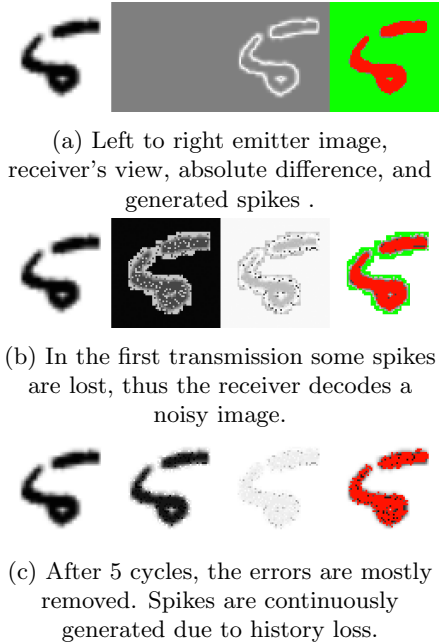 (a) Left to right emitter image,
receiver's view, absolute difference, and
generated spikes .
(b) In the first transmission some spikes
are lost, thus the receiver decodes a
noisy image.
(c) After 5 cycles, the errors are mostly
removed. Spikes are continuously
generated due to history loss.